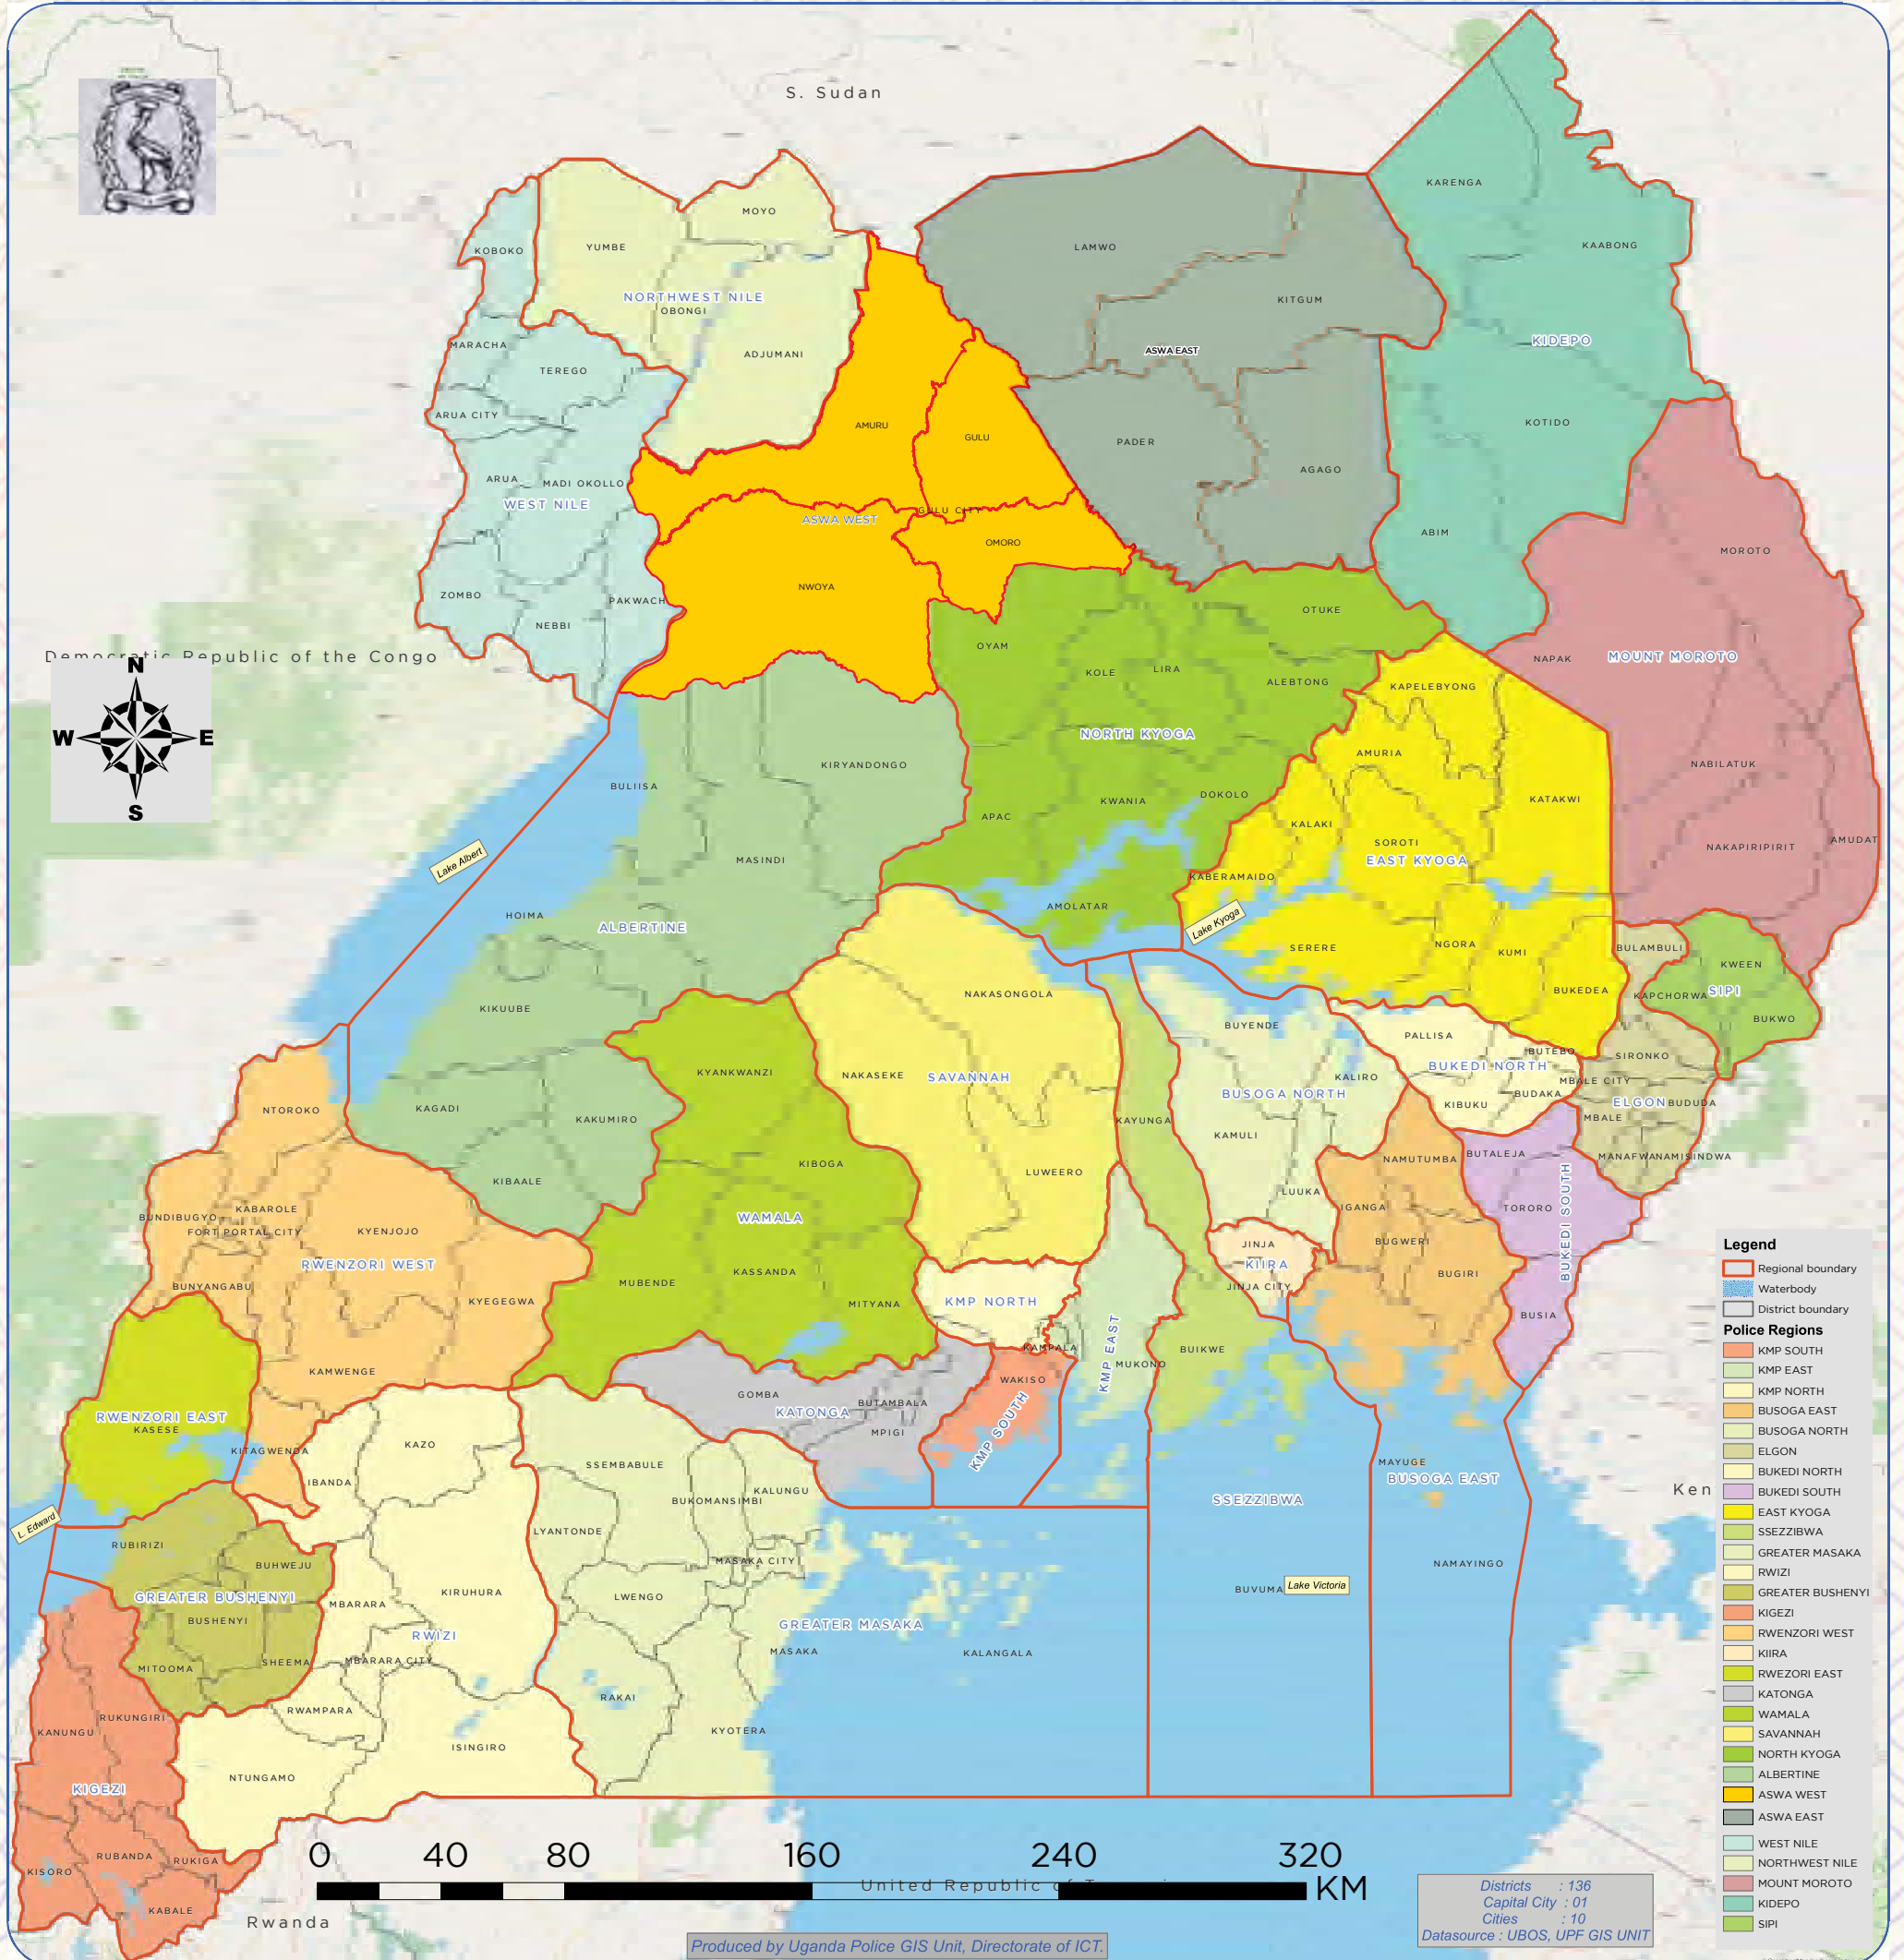 S. Sudan
KARENGA
KAABONG
MOYO
KOBOKO
YUMBE
LAMWO
NORTHWEST NILE
OBONGI
KITGUM
MARACHA
ADJUMANI
ASWA EAST
KIDEPO
TEREGO
ARUA CITY
AMURU
GULU
PADER
KOTIDO
AGAGO
ARUA
MADI OKOLLO
WEST NILE
ASWA WEST
GULU CITY
OMORO
ABIM
MOROTO
ZOMBO
NEBBI
PAKWACH
NWOYA
OTUKE
Democratic Republic of the Congo
N
W
E
S
OYAM
KOLE
LIRA
ALEBTONG
NAPAK
MOUNT MOROTO
KAPELEBYONG
NORTH KYOGA
AMURIA
BULIISA
KIRYANDONGO
NABILATUK
APAC
KWANIA
DOKOLO
KATAKWI
KALAKI
SOROTI
EAST KYOGA
NAKAPIRIPIRIT
AMUDAT
Lake Albert
MASINDI
KABERAMAIDO
HOIMA
ALBERTINE
AMOLATAR
Lake Kyoga
SERERE
NGORA
KUMI
BULAMBULI
KWEEN
SIPI
KAPCHORWA
BUKWO
BUKEDEA
KIKUUBE
NAKASONGOLA
BUYENDE
PALLISA
BUTEBO
SIRONKO
BUKEDI NORTH
KYANKWANZI
NAKASEKE
SAVANNAH
KALIRO
BUSOGA NORTH
MBALE CITY
BUDAKA
KIBUKU
ELGON
BUDUDA
MBALE
NTOROKO
KAGADI
KAKUMIRO
KAYUNGA
KAMULI
NAMUTUMBA
BUTALEJA
MANAFWA
NAMISINDWA
KIBOGA
LUWEERO
KIBAALE
LUUKA
IGANGA
TORORO
BUKEDI SOUTH
BUNDIBUGYO
KABAROLE
FORT PORTAL CITY
KYENJOJO
WAMALA
RWENZORI WEST
JINJA
KIIRA
JINJA CITY
BUGWERI
BUGIRI
BUNYANGABU
KYEGEGWA
MUBENDE
KASSANDA
MITYANA
KMP NORTH
BUSIA
KAMPALA
KMP EAST
MUKONO
BUIKWE
KAMWENGE
WAKISO
KMP SOUTH
GOMBA
BUTAMBALA
KATONGA
MPIGI
RWENZORI EAST
KASESE
KITAGWENDA
KAZO
IBANDA
SSEMBABULE
KALUNGU
BUKOMANSIMBI
MAYUGE
BUSOGA EAST
SSEZZIBWA
L. Edward
RUBIRIZI
BUHWEJU
LYANTONDE
MASAKA CITY
NAMAYINGO
BUVUMA
Lake Victoria
GREATER BUSHENYI
BUSHENYI
MBARARA
KIRUHURA
LWENGO
RWIZI
GREATER MASAKA
MASAKA
KALANGALA
MITOOMA
SHEEMA
MBARARA CITY
RAKAI
KYOTERA
RWAMPARA
RUKUNGIRI
KANUNGU
ISINGIRO
NTUNGAMO
KIGEZI
RUBANDA
RUKIGA
KISORO
KABALE
Rwanda
0 40 80 160 240 320
KM
Produced by Uganda Police GIS Unit, Directorate of ICT.
Districts : 136
Capital City : 01
Cities : 10
Datasource : UBOS, UPF GIS UNIT
Legend
Regional boundary
Waterbody
District boundary
Police Regions
KMP SOUTH
KMP EAST
KMP NORTH
BUSOGA EAST
BUSOGA NORTH
ELGON
BUKEDI NORTH
BUKEDI SOUTH
EAST KYOGA
SSEZZIBWA
GREATER MASAKA
RWIZI
GREATER BUSHENYI
KIGEZI
RWENZORI WEST
KIIRA
RWEZORI EAST
KATONGA
WAMALA
SAVANNAH
NORTH KYOGA
ALBERTINE
ASWA WEST
ASWA EAST
WEST NILE
NORTHWEST NILE
MOUNT MOROTO
KIDEPO
SIPI